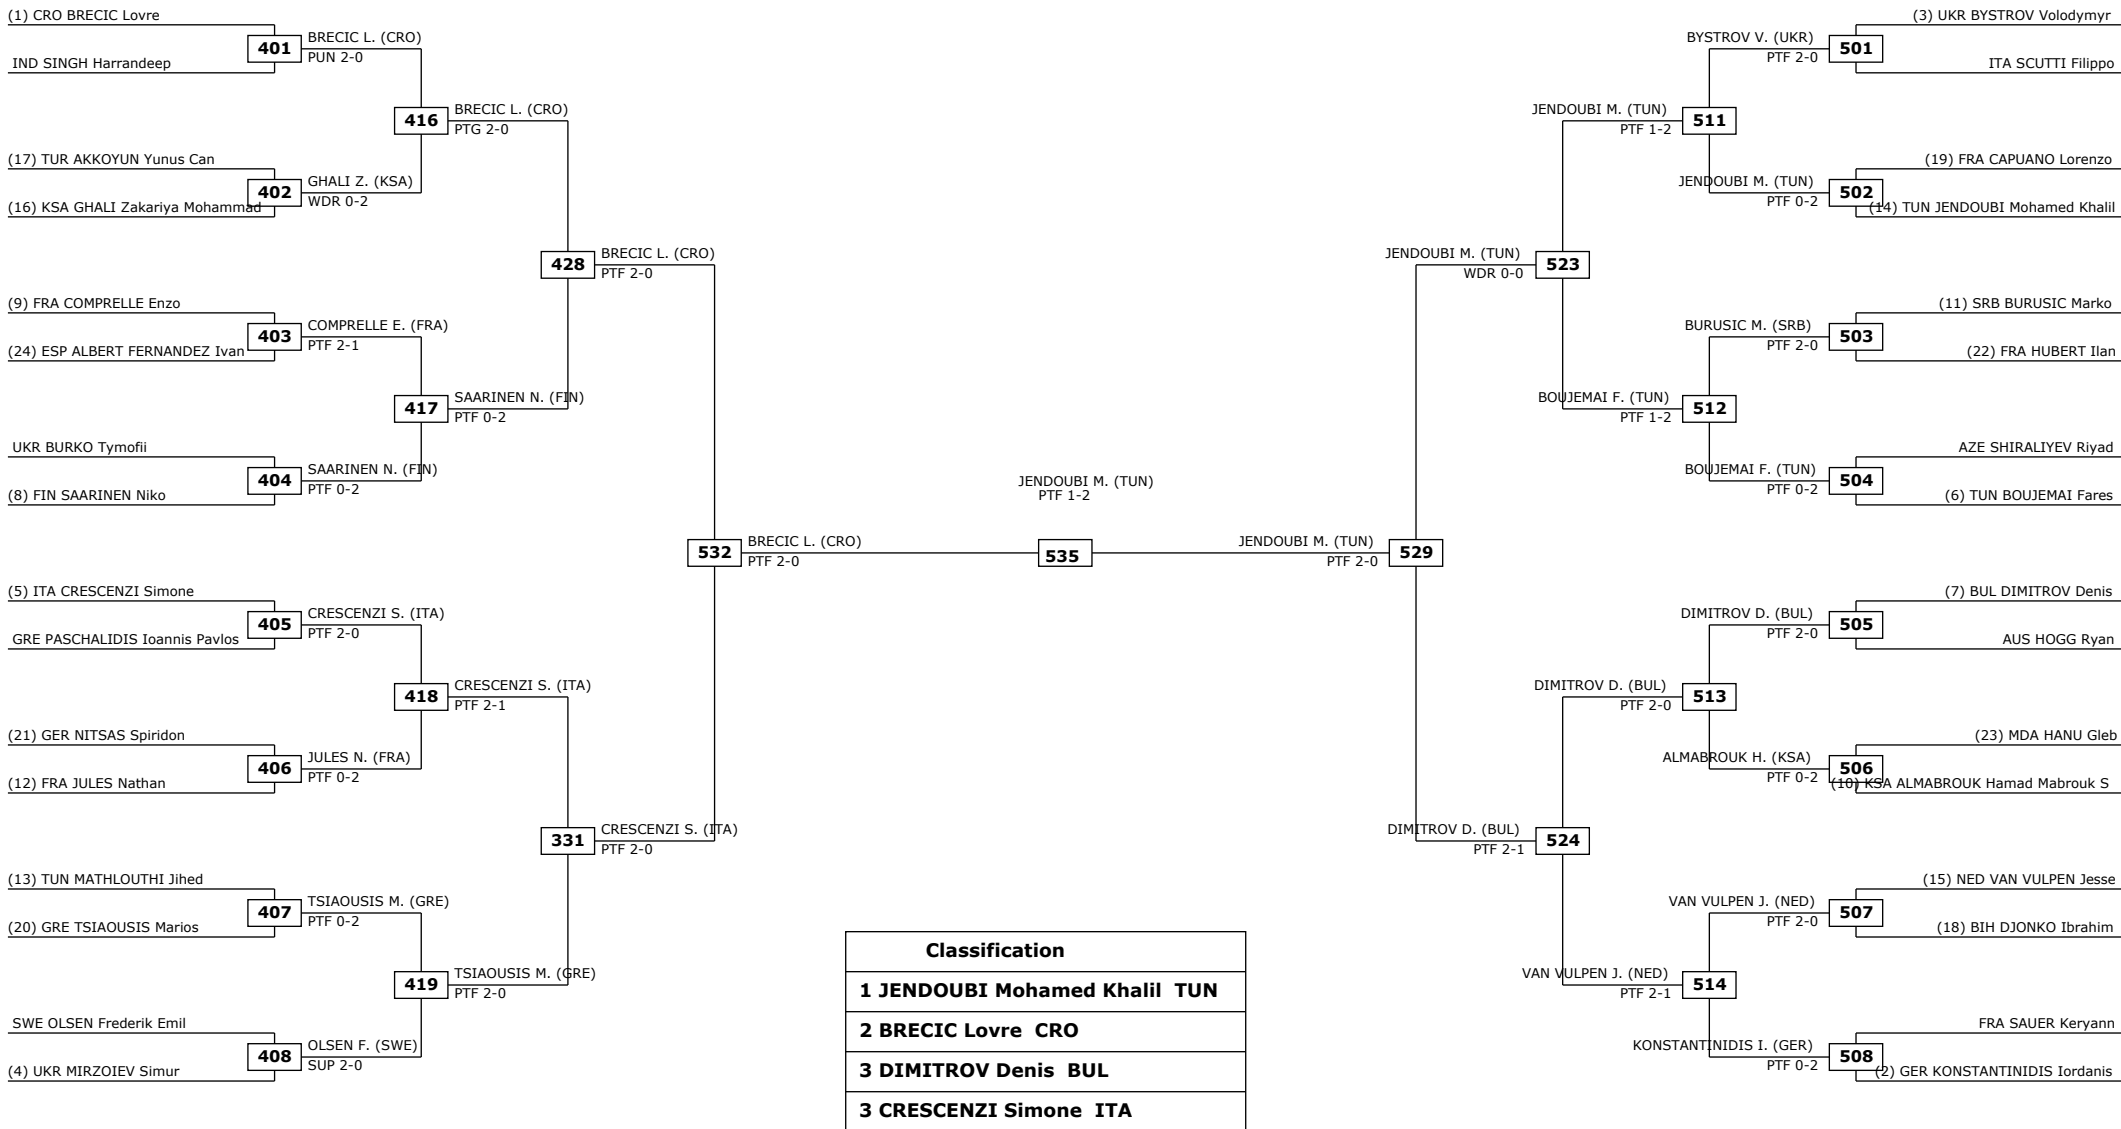 (1) CRO BRECIC Lovre
401
BRECIC L. (CRO)
PUN 2-0
IND SINGH Harrandeep
416
BRECIC L. (CRO)
PTG 2-0
(17) TUR AKKOYUN Yunus Can
402
GHALI Z. (KSA)
WDR 0-2
(16) KSA GHALI Zakariya Mohammad
428
BRECIC L. (CRO)
PTF 2-0
(9) FRA COMPRELLE Enzo
403
COMPRELLE E. (FRA)
PTF 2-1
(24) ESP ALBERT FERNANDEZ Ivan
417
SAARINEN N. (FIN)
PTF 0-2
UKR BURKO Tymofii
404
SAARINEN N. (FIN)
PTF 0-2
(8) FIN SAARINEN Niko
532
BRECIC L. (CRO)
PTF 2-0
(5) ITA CRESCENZI Simone
405
CRESCENZI S. (ITA)
PTF 2-0
GRE PASCHALIDIS Ioannis Pavlos
418
CRESCENZI S. (ITA)
PTF 2-1
(21) GER NITSAS Spiridon
406
JULES N. (FRA)
PTF 0-2
(12) FRA JULES Nathan
331
CRESCENZI S. (ITA)
PTF 2-0
(13) TUN MATHLOUTHI Jihed
407
TSIAOUSIS M. (GRE)
PTF 0-2
(20) GRE TSIAOUSIS Marios
419
TSIAOUSIS M. (GRE)
PTF 2-0
SWE OLSEN Frederik Emil
408
OLSEN F. (SWE)
SUP 2-0
(4) UKR MIRZOIEV Simur
JENDOUBI M. (TUN)
PTF 1-2
535
(3) UKR BYSTROV Volodymyr
BYSTROV V. (UKR)
PTF 2-0
501
ITA SCUTTI Filippo
JENDOUBI M. (TUN)
PTF 1-2
511
(19) FRA CAPUANO Lorenzo
JENDOUBI M. (TUN)
PTF 0-2
502
(14) TUN JENDOUBI Mohamed Khalil
JENDOUBI M. (TUN)
WDR 0-0
523
(11) SRB BURUSIC Marko
BURUSIC M. (SRB)
PTF 2-0
503
(22) FRA HUBERT Ilan
BOUJEMAI F. (TUN)
PTF 1-2
512
AZE SHIRALIYEV Riyad
BOUJEMAI F. (TUN)
PTF 0-2
504
(6) TUN BOUJEMAI Fares
JENDOUBI M. (TUN)
PTF 2-0
529
(7) BUL DIMITROV Denis
DIMITROV D. (BUL)
PTF 2-0
505
AUS HOGG Ryan
DIMITROV D. (BUL)
PTF 2-0
513
(23) MDA HANU Gleb
ALMABROUK H. (KSA)
PTF 0-2
506
(10) KSA ALMABROUK Hamad Mabrouk S
DIMITROV D. (BUL)
PTF 2-1
524
(15) NED VAN VULPEN Jesse
VAN VULPEN J. (NED)
PTF 2-0
507
(18) BIH DJONKO Ibrahim
VAN VULPEN J. (NED)
PTF 2-1
514
FRA SAUER Keryann
KONSTANTINIDIS I. (GER)
PTF 0-2
508
(2) GER KONSTANTINIDIS Iordanis
Classification
1 JENDOUBI Mohamed Khalil TUN
2 BRECIC Lovre CRO
3 DIMITROV Denis BUL
3 CRESCENZI Simone ITA